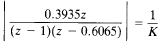 | 0.3935z / (z − 1)(z − 0.6065) | = 1 / K